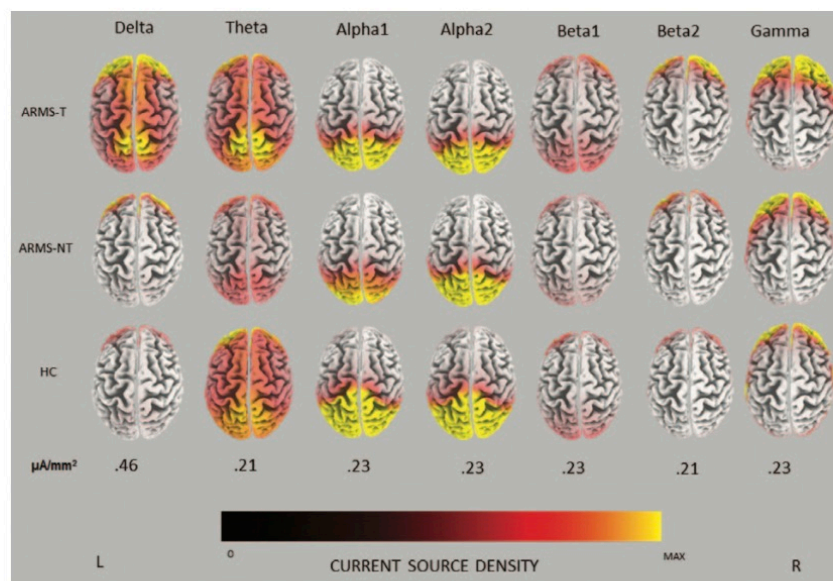 Delta Theta Alpha1 Alpha2 Beta1 Beta2 Gamma
ARMS-T
ARMS-NT
HC
µA/mm² .46 .21 .23 .23 .23 .21 .23
0 MAX
L CURRENT SOURCE DENSITY R